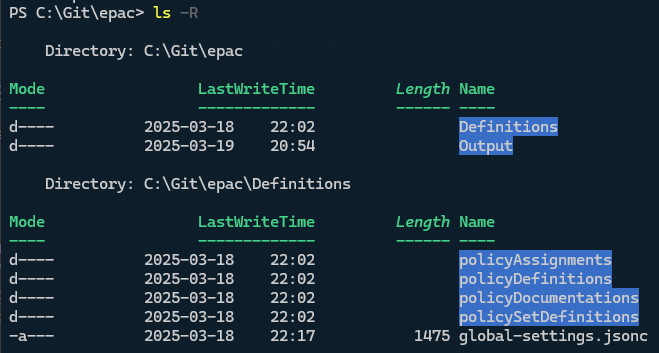 PS C:\Git\epac> ls -R
Directory: C:\Git\epac
Mode LastWriteTime Length Name
---- ------------- ------ ----
d---- 2025-03-18 22:02 Definitions
d---- 2025-03-19 20:54 Output
Directory: C:\Git\epac\Definitions
Mode LastWriteTime Length Name
---- ------------- ------ ----
d---- 2025-03-18 22:02 policyAssignments
d---- 2025-03-18 22:02 policyDefinitions
d---- 2025-03-18 22:02 policyDocumentations
d---- 2025-03-18 22:02 policySetDefinitions
-a--- 2025-03-18 22:17 1475 global-settings.jsonc